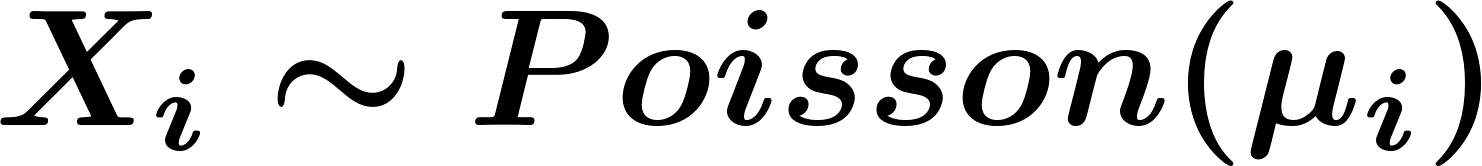 X_i ∼ Poisson(μ_i)